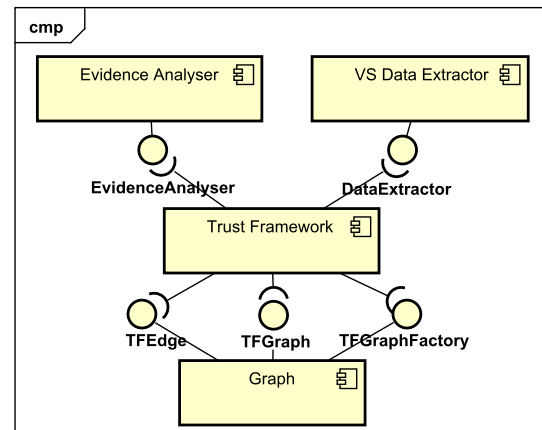 cmp
Evidence Analyser
VS Data Extractor
EvidenceAnalyser
DataExtractor
Trust Framework
TFEdge
TFGraph
TFGraphFactory
Graph